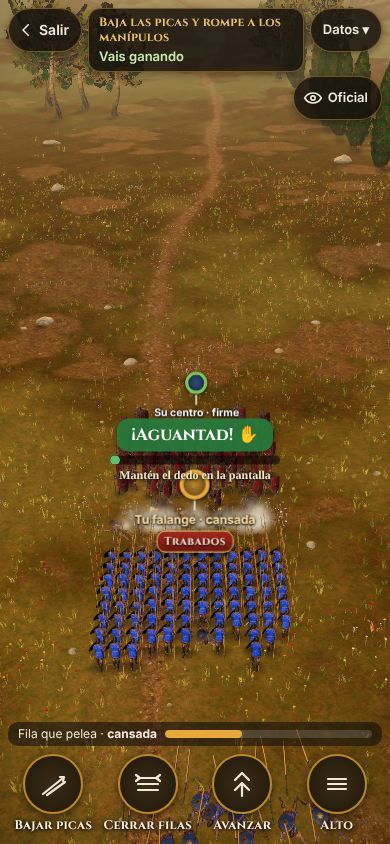 Salir
Baja las picas y rompe a los
manípulos
Vais ganando
Datos ▾
Oficial
Su centro · firme
¡Aguantad! ✋
Mantén el dedo en la pantalla
Tu falange · cansada
Trabados
Fila que pelea · cansada
Bajar picas
Cerrar filas
Avanzar
Alto